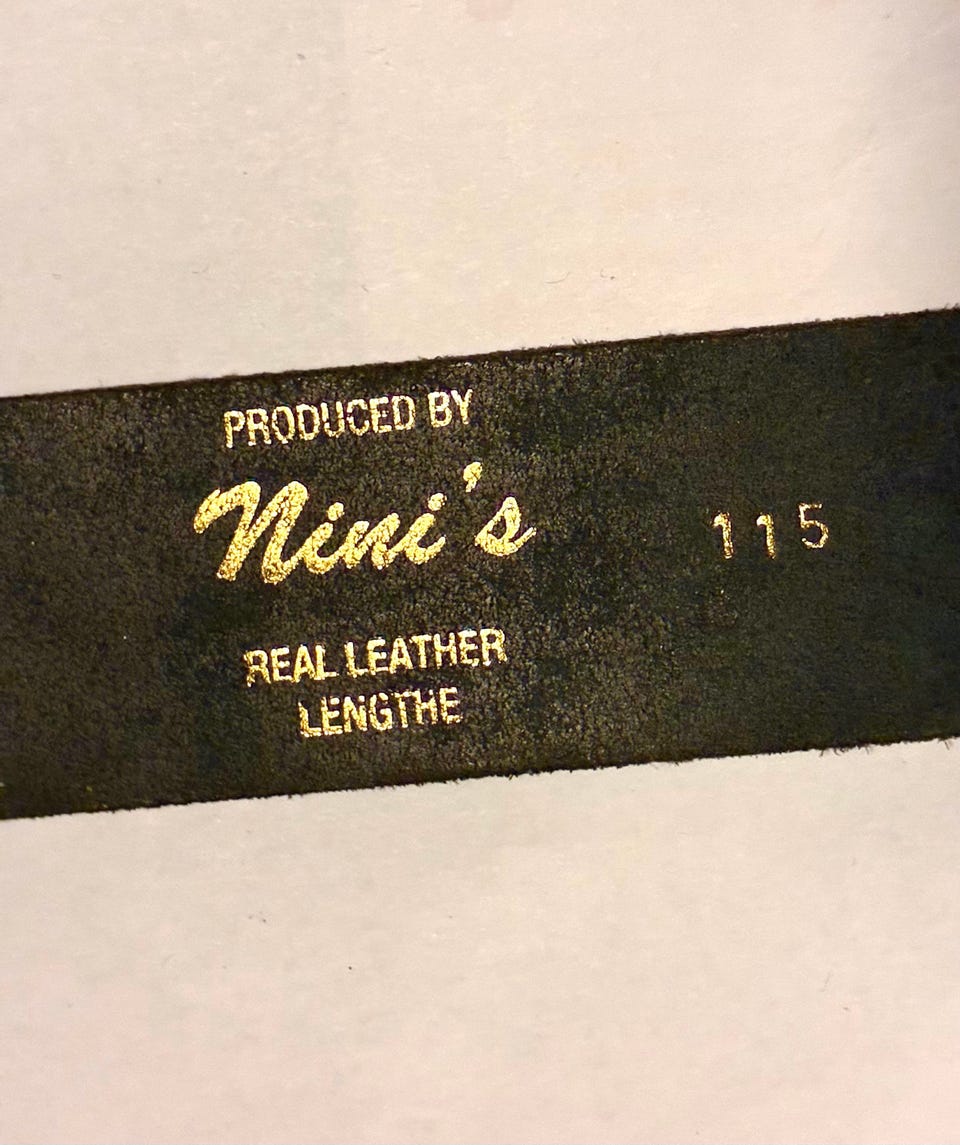 PRODUCED BY
Nini's
115
REAL LEATHER
LENGTHE